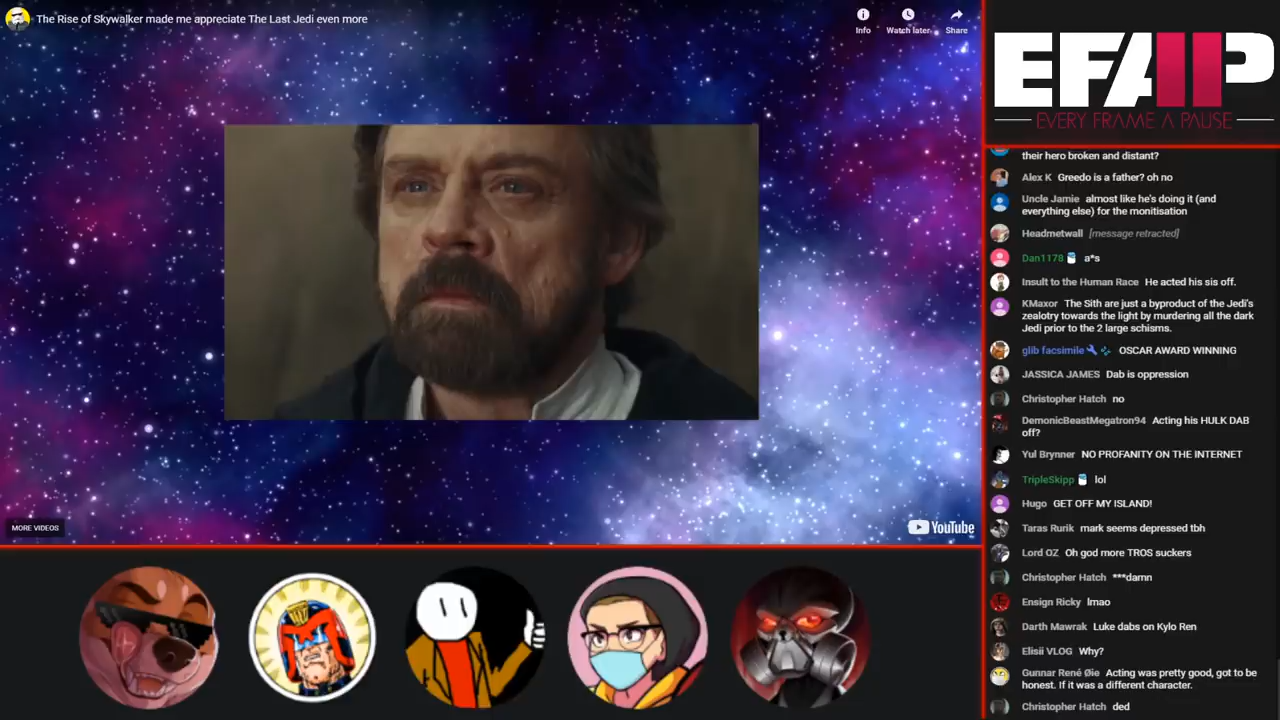 The Rise of Skywalker made me appreciate The Last Jedi even more
Info
Watch later
Share
EFAP
EVERY FRAME A PAUSE
their hero broken and distant?
Alex K Greedo is a father? oh no
Uncle Jamie almost like he's doing it (and
everything else) for the monitisation
Headmetwall [message retracted]
Dan1178 a*s
Insult to the Human Race He acted his sis off.
KMaxor The Sith are just a byproduct of the Jedi's
zealotry towards the light by murdering all the dark
Jedi prior to the 2 large schisms.
glib facsimile OSCAR AWARD WINNING
JASSICA JAMES Dab is oppression
Christopher Hatch no
DemonicBeastMegatron94 Acting his HULK DAB
off?
Yul Brynner NO PROFANITY ON THE INTERNET
TripleSkipp lol
Hugo GET OFF MY ISLAND!
Taras Rurik mark seems depressed tbh
Lord OZ Oh god more TROS suckers
Christopher Hatch ***damn
Ensign Ricky lmao
Darth Mawrak Luke dabs on Kylo Ren
Elisii VLOG Why?
Gunnar René Øie Acting was pretty good, got to be
honest. If it was a different character.
Christopher Hatch ded
MORE VIDEOS
YouTube